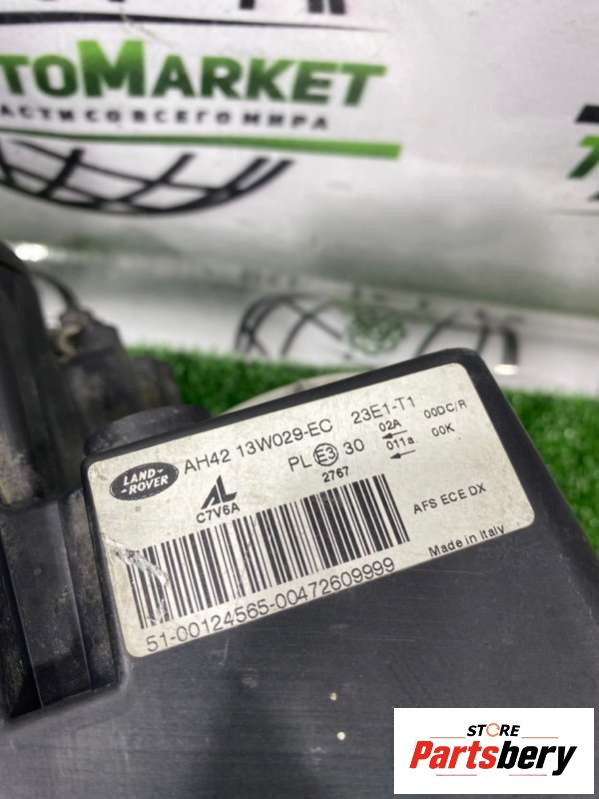 TOMARKET
АСТИ СО ВСЕГО МИРА
LAND
ROVER
AH42 13W029-EC 23E1-T1
PL E3 30 02A 00DC/R
2767 011a 00K
AL
C7V6A
AFS ECE DX
Made in Italy
51-00124565-00472609999
STORE
Partsbery